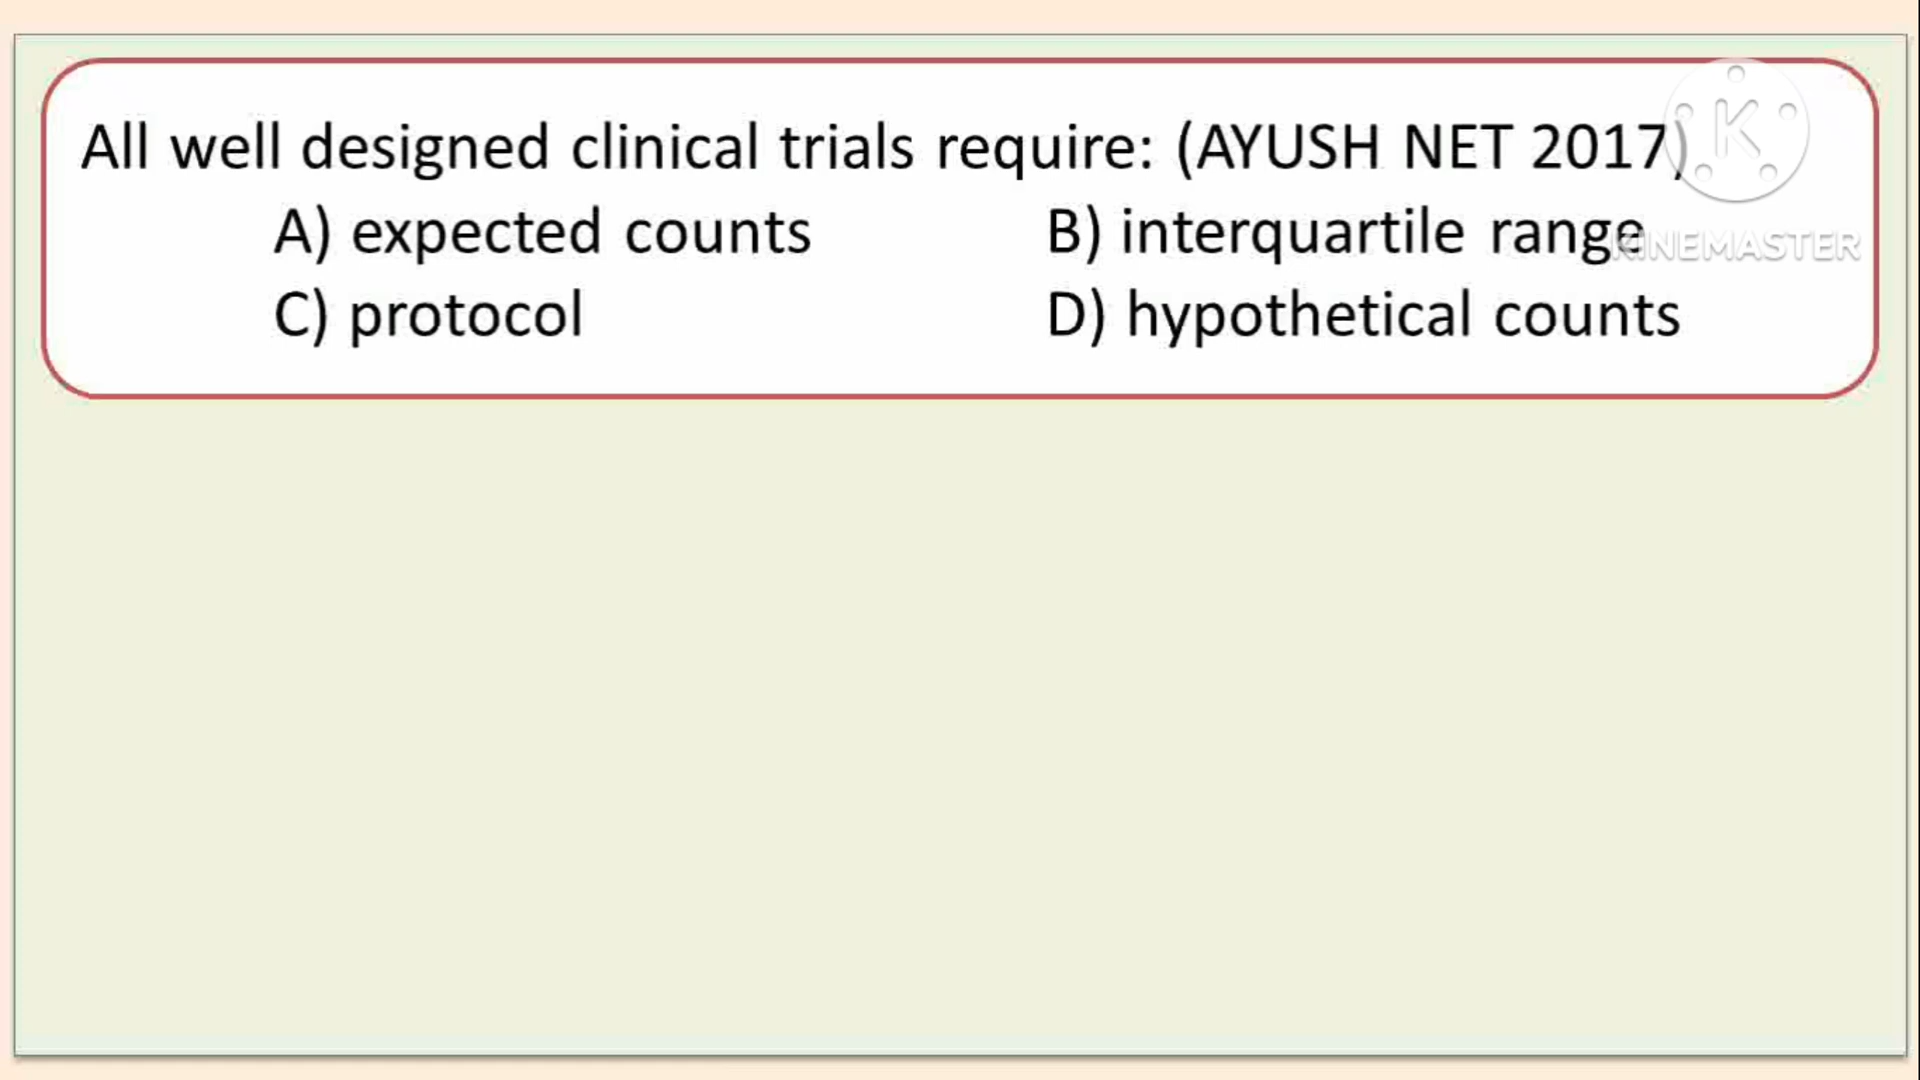 All well designed clinical trials require: (AYUSH NET 2017)
A) expected counts B) interquartile range
C) protocol D) hypothetical counts
K
KINEMASTER